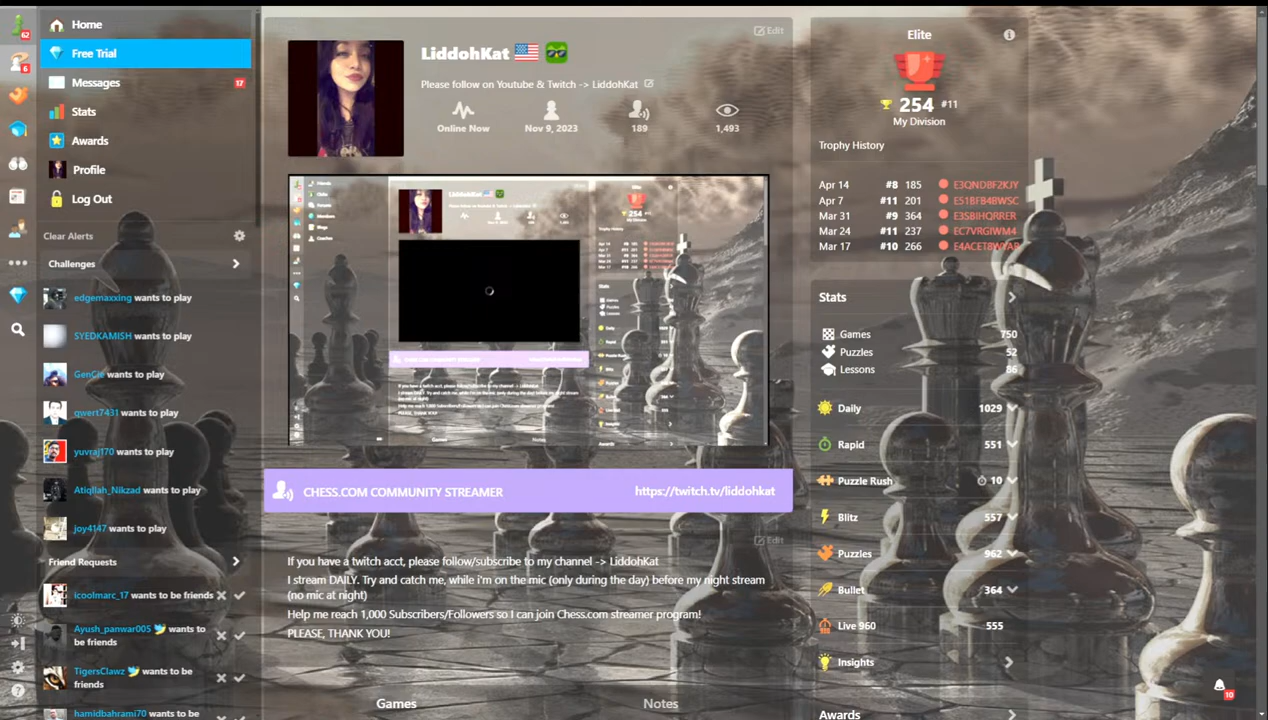 62
6
Home
Free Trial
Messages 17
Stats
Awards
Profile
Log Out
Clear Alerts
Challenges
edgemaxxing wants to play
SYEDKAMISH wants to play
wants to play
qwert7431 wants to play
yuvraj170 wants to play
Atiqllah_Nikzad wants to play
joy4147 wants to play
Friend Requests
icoolmarc_17 wants to be friends
Ayush_panwar005 wants to
be friends
TigersClawz wants to be
friends
hamidbahrami70 wants to be
Edit
LiddohKat
Please follow on Youtube & Twitch -> LiddohKat
Online Now
Nov 9, 2023
189
1,493
LiddohKat
Elite
254
CHESS.COM COMMUNITY STREAMER
https://twitch.tv/liddohkat
Edit
If you have a twitch acct, please follow/subscribe to my channel -> LiddohKat
I stream DAILY. Try and catch me, while i'm on the mic (only during the day) before my night stream
(no mic at night)
Help me reach 1,000 Subscribers/Followers so I can join Chess.com streamer program!
PLEASE, THANK YOU!
Games
Notes
Elite
254 #11
My Division
Trophy History
Apr 14 #8 185 E3QNDBF2KJY
Apr 7 #11 201 E51BFB4BWSC
Mar 31 #9 364 E3SBIHQRRER
Mar 24 #11 237 EC7VRGIWM4
Mar 17 #10 266
Stats
Games 750
Puzzles 52
Lessons 86
Daily 1029
Rapid 551
Puzzle Rush 10
Blitz 557
Puzzles 962
Bullet 364
Live 960 555
Insights
Awards
10